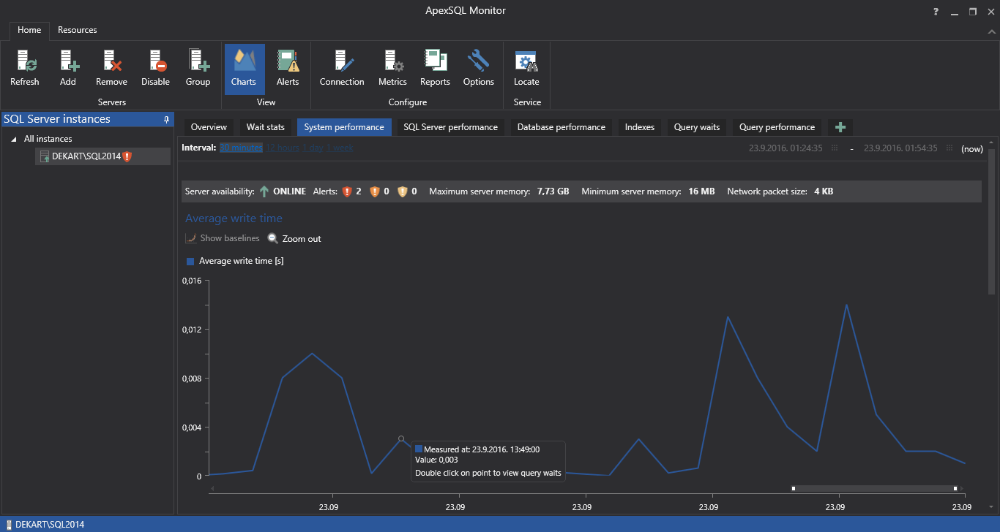 ApexSQL Monitor
?
Home Resources
Refresh Add Remove Disable Group Charts Alerts Connection Metrics Reports Options Locate
Servers View Configure Service
SQL Server instances
All instances
DEKART\SQL2014
Overview Wait stats System performance SQL Server performance Database performance Indexes Query waits Query performance
Interval: 30 minutes 12 hours 1 day 1 week 23.9.2016. 01:24:35 - 23.9.2016. 01:54:35 (now)
Server availability: ONLINE Alerts: 2 0 0 Maximum server memory: 7,73 GB Minimum server memory: 16 MB Network packet size: 4 KB
Average write time
Show baselines Zoom out
Average write time [s]
0,016
0,012
0,008
0,004
0
Measured at: 23.9.2016. 13:49:00
Value: 0,003
Double click on point to view query waits
23.09 23.09 23.09 23.09 23.09 23.09
DEKART\SQL2014